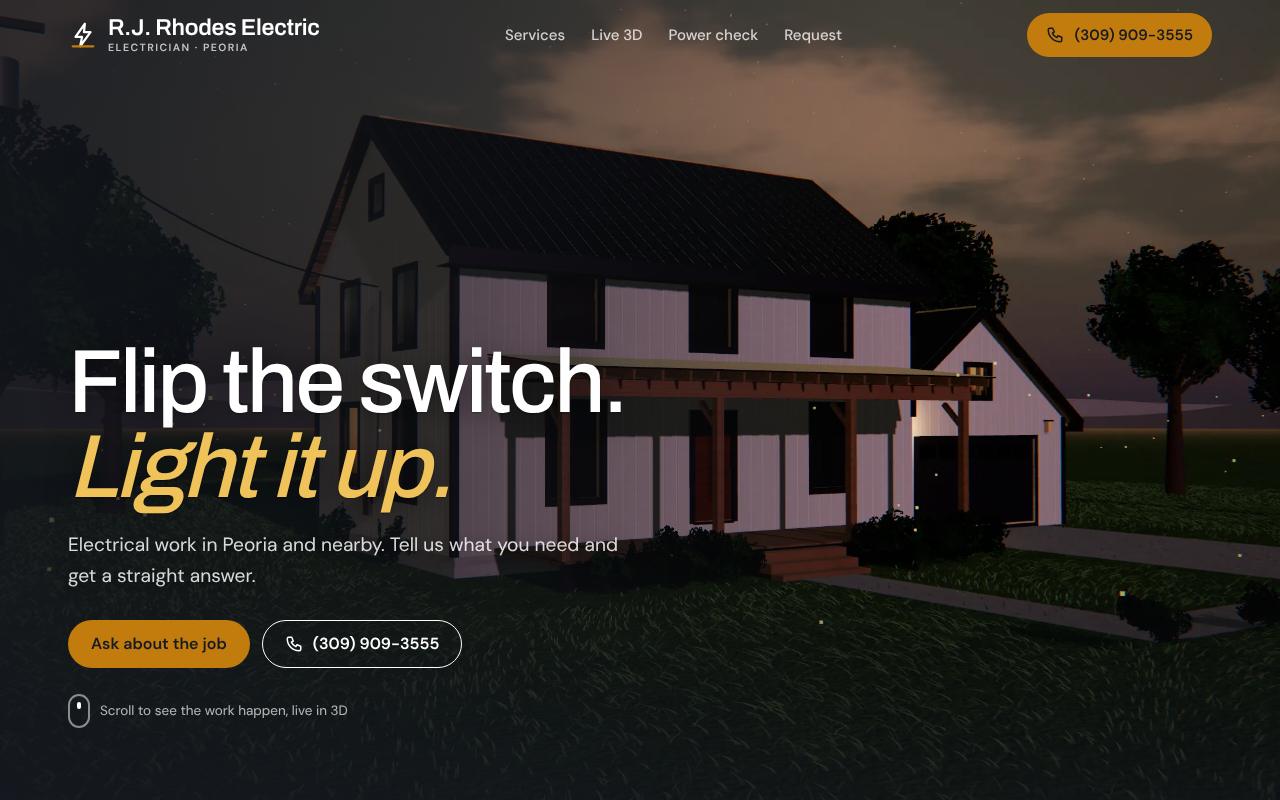 R.J. Rhodes Electric
ELECTRICIAN · PEORIA
Services
Live 3D
Power check
Request
(309) 909-3555
Flip the switch.
Light it up.
Electrical work in Peoria and nearby. Tell us what you need and
get a straight answer.
Ask about the job
(309) 909-3555
Scroll to see the work happen, live in 3D